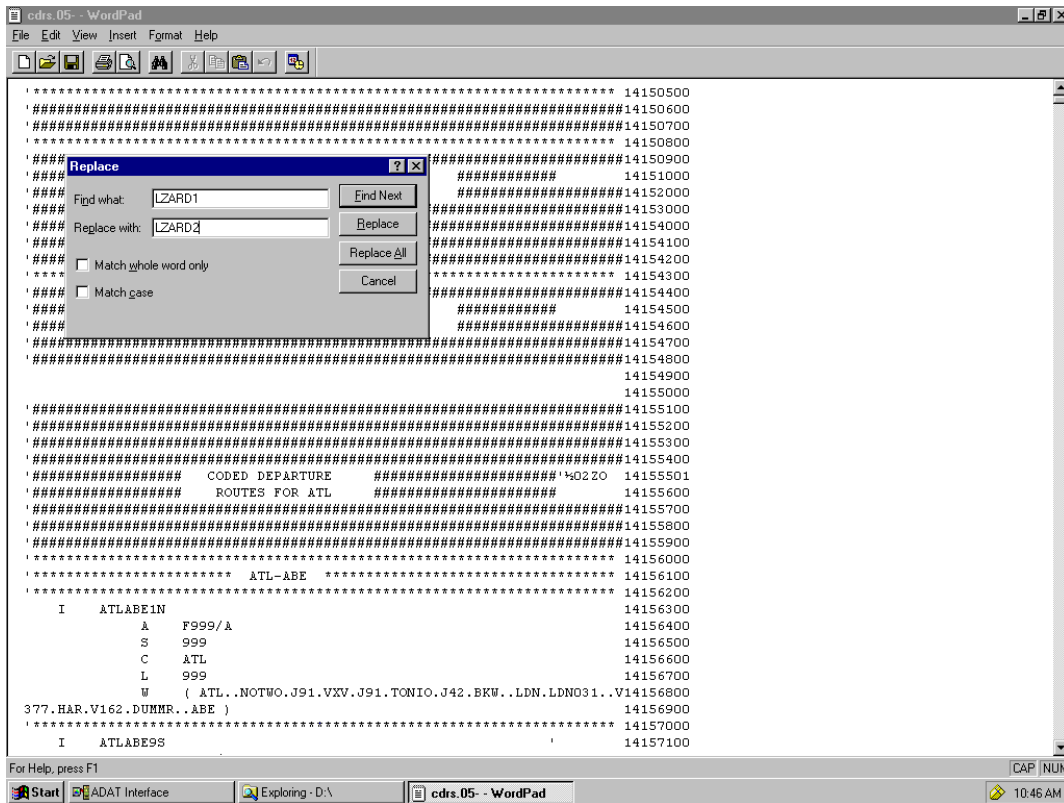 cdrs.05- - WordPad
File Edit View Insert Format Help
'********************************************************************** 14150500
'#######################################################################14150600
'#######################################################################14150700
'********************************************************************** 14150800
'#### #######################14150900
'#### ############ 14151000
'#### ####################14152000
'#### #######################14153000
'#### #######################14154000
'#### #######################14154100
'#### #######################14154200
'**** ********************** 14154300
'#### #######################14154400
'#### ############ 14154500
'#### ####################14154600
'#######################################################################14154700
'#######################################################################14154800
14154900
14155000
'#######################################################################14155100
'#######################################################################14155200
'#######################################################################14155300
'#######################################################################14155400
'################## CODED DEPARTURE ######################'½02ZO 14155501
'################## ROUTES FOR ATL ###################### 14155600
'#######################################################################14155700
'#######################################################################14155800
'#######################################################################14155900
'********************************************************************** 14156000
'************************ ATL-ABE *********************************** 14156100
'********************************************************************** 14156200
I ATLABE1N 14156300
A F999/A 14156400
S 999 14156500
C ATL 14156600
L 999 14156700
W ( ATL..NOTWO.J91.VXV.J91.TONIO.J42.BKW..LDN.LDN031..V14156800
377.HAR.V162.DUMMR..ABE ) 14156900
'********************************************************************** 14157000
I ATLABE9S ' 14157100
Replace
Find what: LZARD1 Find Next
Replace with: LZARD2 Replace
Replace All
Match whole word only
Cancel
Match case
For Help, press F1 CAP NUM
Start ADAT Interface Exploring - D:\ cdrs.05- - WordPad 10:46 AM